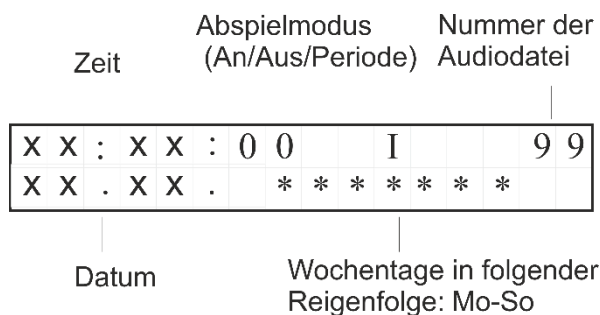 Zeit
Abspielmodus
(An/Aus/Periode)
Nummer der
Audiodatei
X X : X X : 0 0 I 9 9
X X . X X . * * * * * * *
Datum
Wochentage in folgender
Reigenfolge: Mo-So